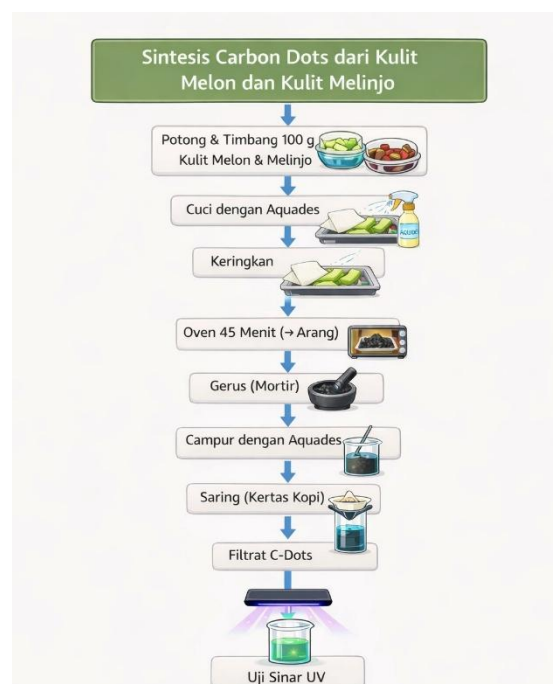 Sintesis Carbon Dots dari Kulit
Melon dan Kulit Melinjo
Potong & Timbang 100 g
Kulit Melon & Melinjo
Cuci dengan Aquades
Keringkan
Oven 45 Menit (→ Arang)
Gerus (Mortir)
Campur dengan Aquades
Saring (Kertas Kopi)
Filtrat C-Dots
Uji Sinar UV